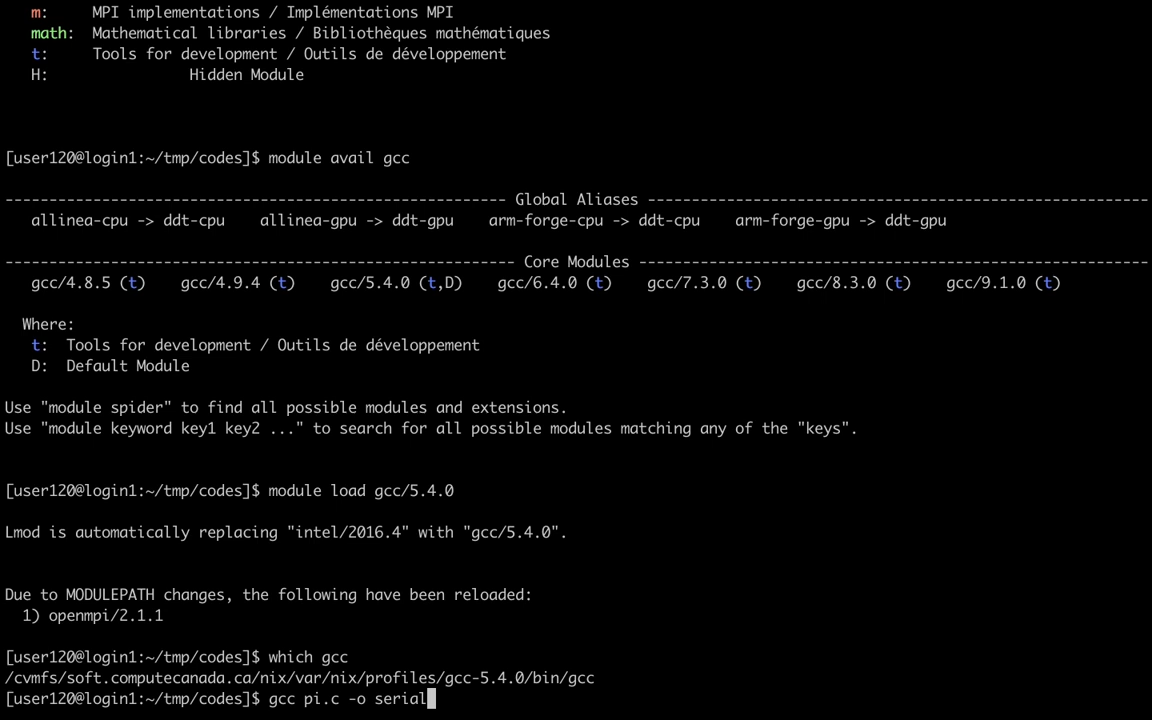 m:     MPI implementations / Implémentations MPI
math:  Mathematical libraries / Bibliothèques mathématiques
t:      Tools for development / Outils de développement
H:                Hidden Module
[user120@login1:~/tmp/codes]$ module avail gcc
--------------------------------------------------------- Global Aliases ---------------------------------------------------------
allinea-cpu -> ddt-cpu    allinea-gpu -> ddt-gpu    arm-forge-cpu -> ddt-cpu    arm-forge-gpu -> ddt-gpu
---------------------------------------------------------- Core Modules ---------------------------------------------------------
gcc/4.8.5 (t)    gcc/4.9.4 (t)    gcc/5.4.0 (t,D)    gcc/6.4.0 (t)    gcc/7.3.0 (t)    gcc/8.3.0 (t)    gcc/9.1.0 (t)
Where:
t:  Tools for development / Outils de développement
D:  Default Module
Use "module spider" to find all possible modules and extensions.
Use "module keyword key1 key2 ..." to search for all possible modules matching any of the "keys".
[user120@login1:~/tmp/codes]$ module load gcc/5.4.0
Lmod is automatically replacing "intel/2016.4" with "gcc/5.4.0".
Due to MODULEPATH changes, the following have been reloaded:
1) openmpi/2.1.1
[user120@login1:~/tmp/codes]$ which gcc
/cvmfs/soft.computecanada.ca/nix/var/nix/profiles/gcc-5.4.0/bin/gcc
[user120@login1:~/tmp/codes]$ gcc pi.c -o serial